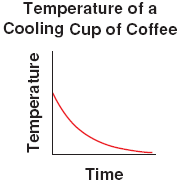 Temperature of a
Cooling Cup of Coffee
Temperature
Time